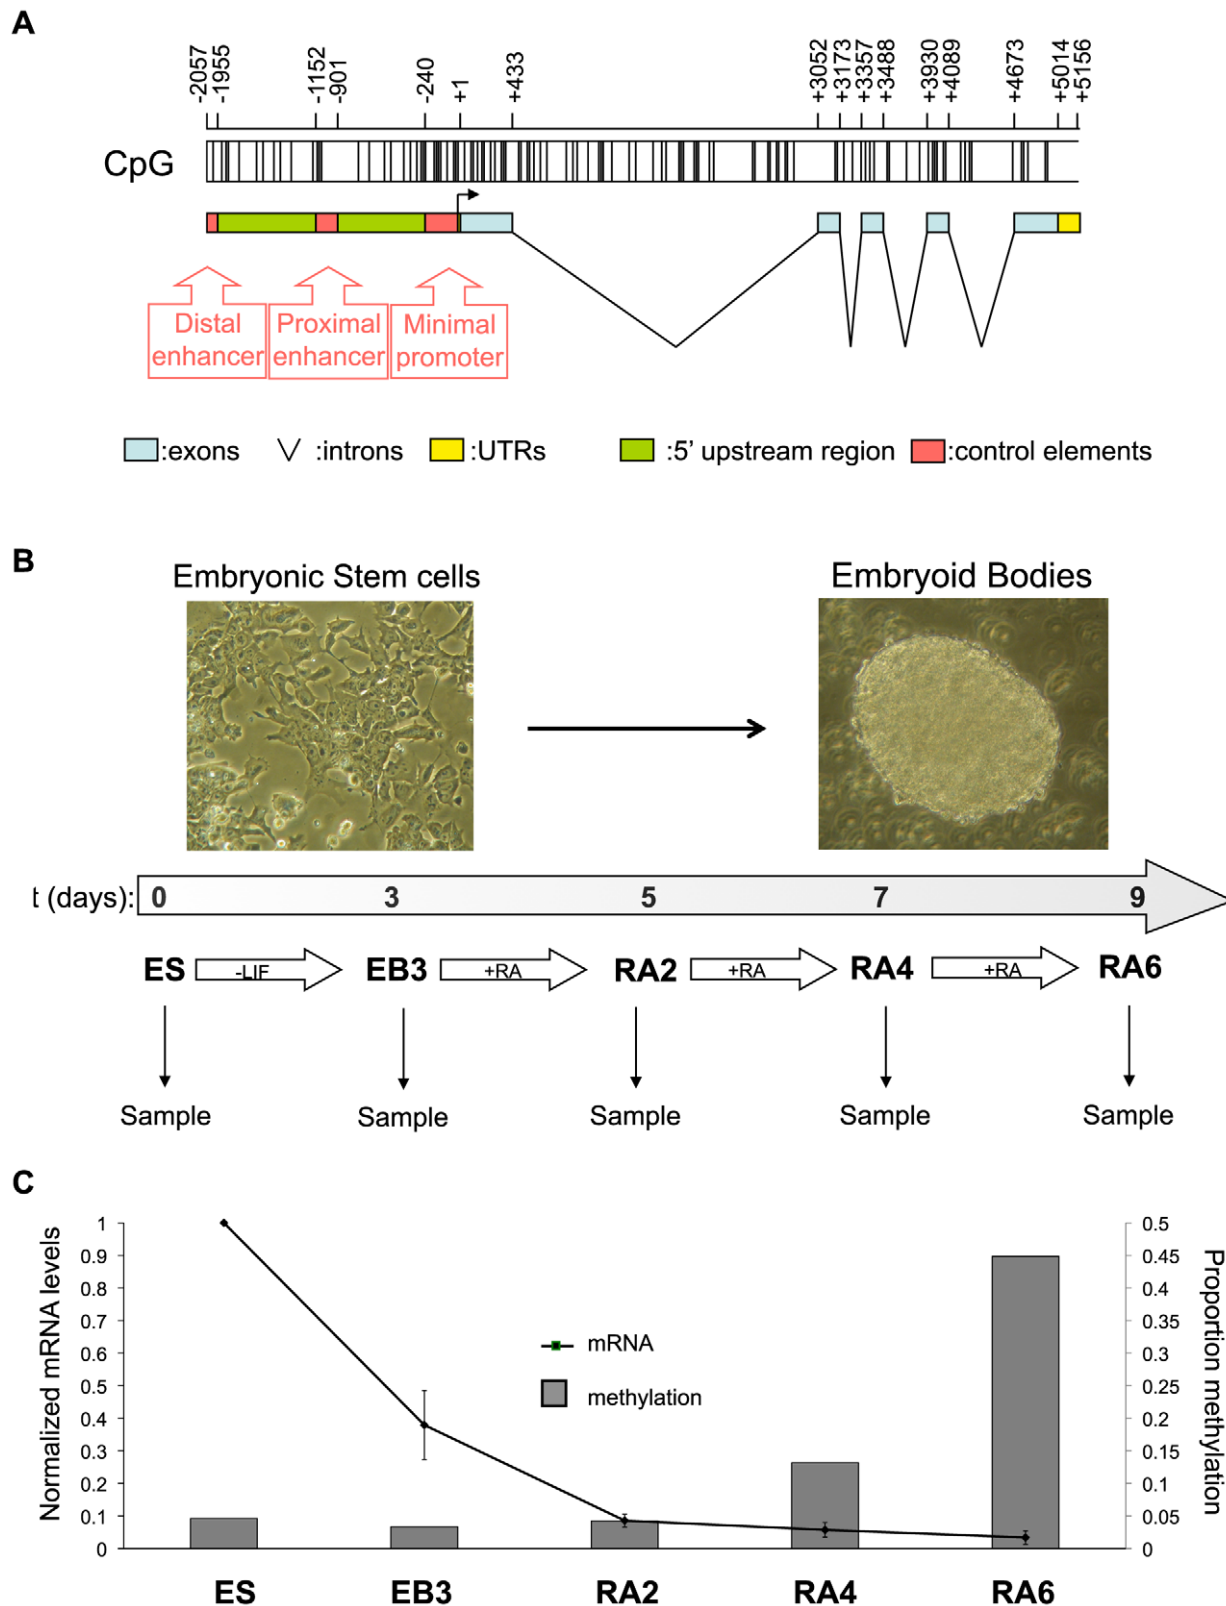 A
-2057
-1955
-1152
-901
-240
+1
+433
+3052
+3173
+3357
+3488
+3930
+4089
+4673
+5014
+5156
CpG
Distal
enhancer
Proximal
enhancer
Minimal
promoter
:exons
:introns
:UTRs
:5' upstream region
:control elements
B
Embryonic Stem cells
Embryoid Bodies
t (days):
0
3
5
7
9
ES
-LIF
EB3
+RA
RA2
+RA
RA4
+RA
RA6
Sample
Sample
Sample
Sample
Sample
C
Normalized mRNA levels
1
0.9
0.8
0.7
0.6
0.5
0.4
0.3
0.2
0.1
0
mRNA
methylation
0.5
0.45
0.4
0.35
0.3
0.25
0.2
0.15
0.1
0.05
0
Proportion methylation
ES
EB3
RA2
RA4
RA6